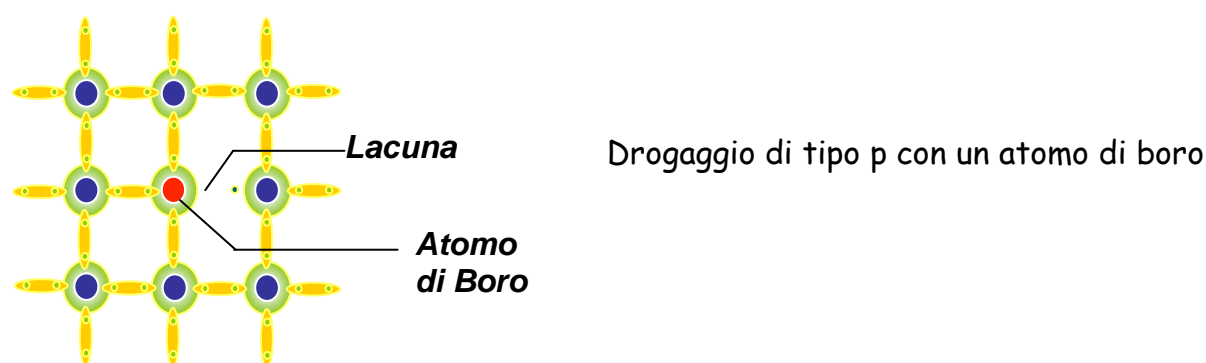 Lacuna
Drogaggio di tipo p con un atomo di boro
Atomo
di Boro